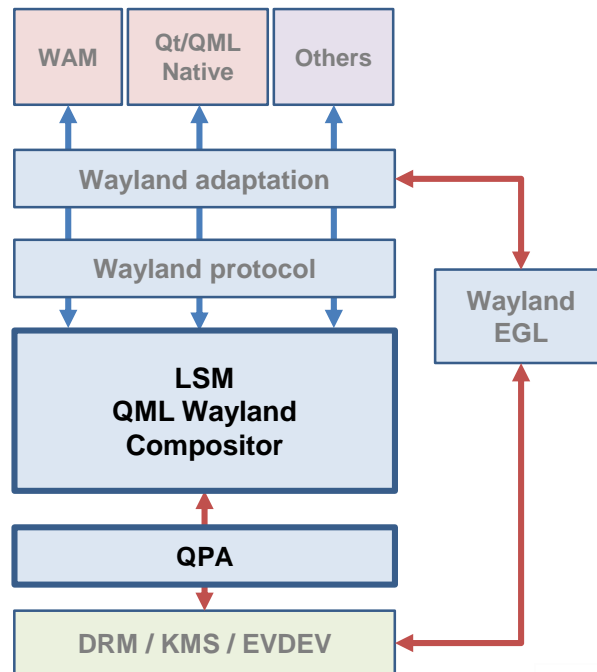 WAM
Qt/QML
Native
Others
Wayland adaptation
Wayland protocol
Wayland
EGL
LSM
QML Wayland
Compositor
QPA
DRM / KMS / EVDEV